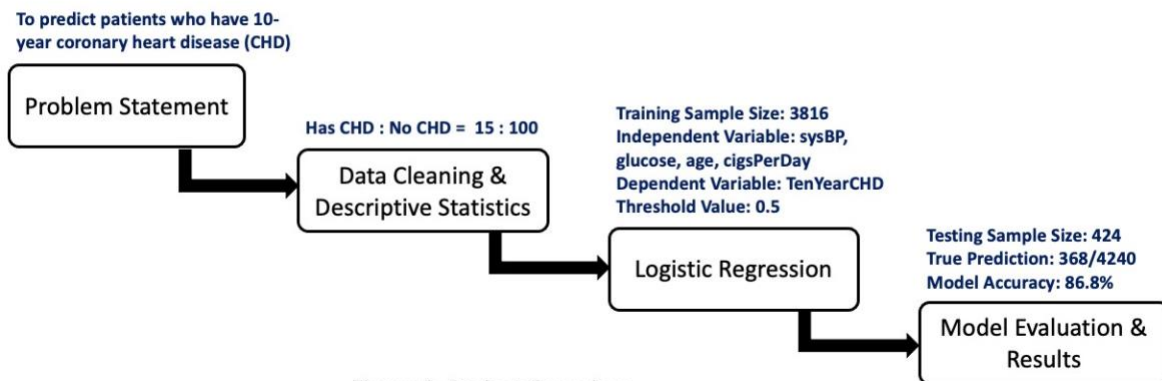 To predict patients who have 10-
year coronary heart disease (CHD)
Problem Statement
Has CHD : No CHD = 15 : 100
Data Cleaning &
Descriptive Statistics
Training Sample Size: 3816
Independent Variable: sysBP,
glucose, age, cigsPerDay
Dependent Variable: TenYearCHD
Threshold Value: 0.5
Logistic Regression
Testing Sample Size: 424
True Prediction: 368/4240
Model Accuracy: 86.8%
Model Evaluation &
Results